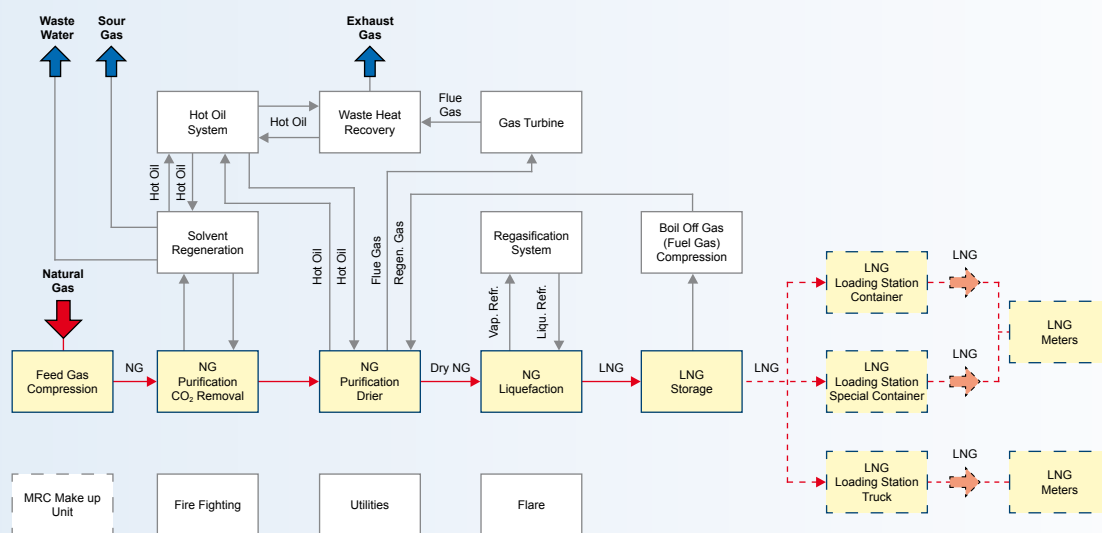 Waste
Water
Sour
Gas
Exhaust
Gas
Hot Oil
System
Hot Oil
Waste Heat
Recovery
Flue
Gas
Gas Turbine
Hot Oil
Hot Oil
Solvent
Regeneration
Hot Oil
Hot Oil
Flue Gas
Regen. Gas
Regasification
System
Boil Off Gas
(Fuel Gas)
Compression
Vap. Refr.
Liqu. Refr.
Natural
Gas
Feed Gas
Compression
NG
NG
Purification
CO₂ Removal
NG
Purification
Drier
Dry NG
NG
Liquefaction
LNG
LNG
Storage
LNG
LNG
Loading Station
Container
LNG
LNG
Meters
LNG
Loading Station
Special Container
LNG
LNG
Loading Station
Truck
LNG
LNG
Meters
MRC Make up
Unit
Fire Fighting
Utilities
Flare